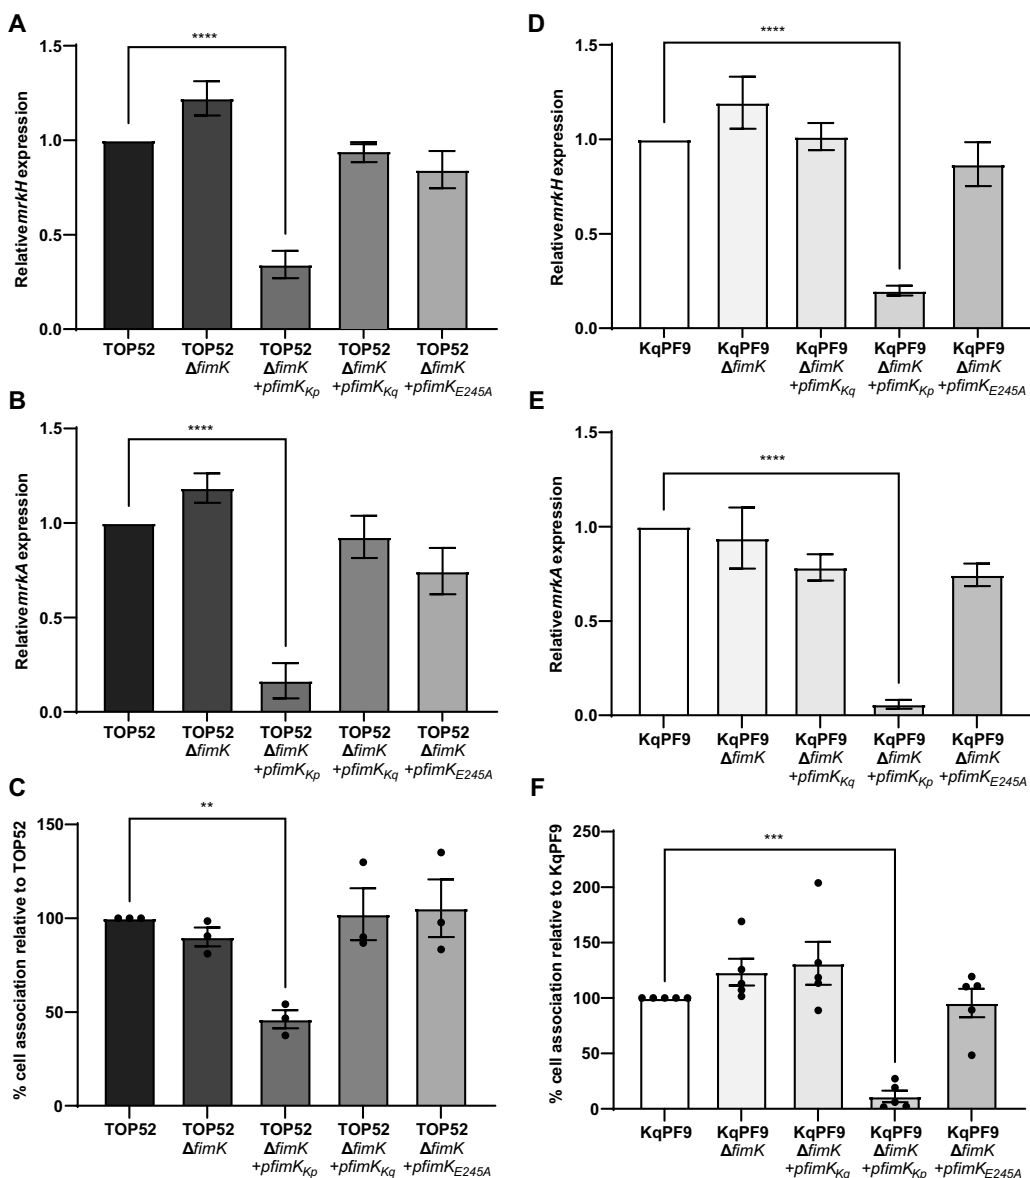 A
****
Relative mrkH expression
1.5
1.0
0.5
0.0
TOP52
TOP52
ΔfimK
TOP52
ΔfimK
+pfimKKp
TOP52
ΔfimK
+pfimKKq
TOP52
ΔfimK
+pfimKE245A
D
****
Relative mrkH expression
1.5
1.0
0.5
0.0
KqPF9
KqPF9
ΔfimK
KqPF9
ΔfimK
+pfimKKq
KqPF9
ΔfimK
+pfimKKp
KqPF9
ΔfimK
+pfimKE245A
B
****
Relative mrkA expression
1.5
1.0
0.5
0.0
TOP52
TOP52
ΔfimK
TOP52
ΔfimK
+pfimKKp
TOP52
ΔfimK
+pfimKKq
TOP52
ΔfimK
+pfimKE245A
E
****
Relative mrkA expression
1.5
1.0
0.5
0.0
KqPF9
KqPF9
ΔfimK
KqPF9
ΔfimK
+pfimKKq
KqPF9
ΔfimK
+pfimKKp
KqPF9
ΔfimK
+pfimKE245A
C
**
% cell association relative to TOP52
150
100
50
0
TOP52
TOP52
ΔfimK
TOP52
ΔfimK
+pfimKKp
TOP52
ΔfimK
+pfimKKq
TOP52
ΔfimK
+pfimKE245A
F
***
% cell association relative to KqPF9
250
200
150
100
50
0
KqPF9
KqPF9
ΔfimK
KqPF9
ΔfimK
+pfimKKq
KqPF9
ΔfimK
+pfimKKp
KqPF9
ΔfimK
+pfimKE245A